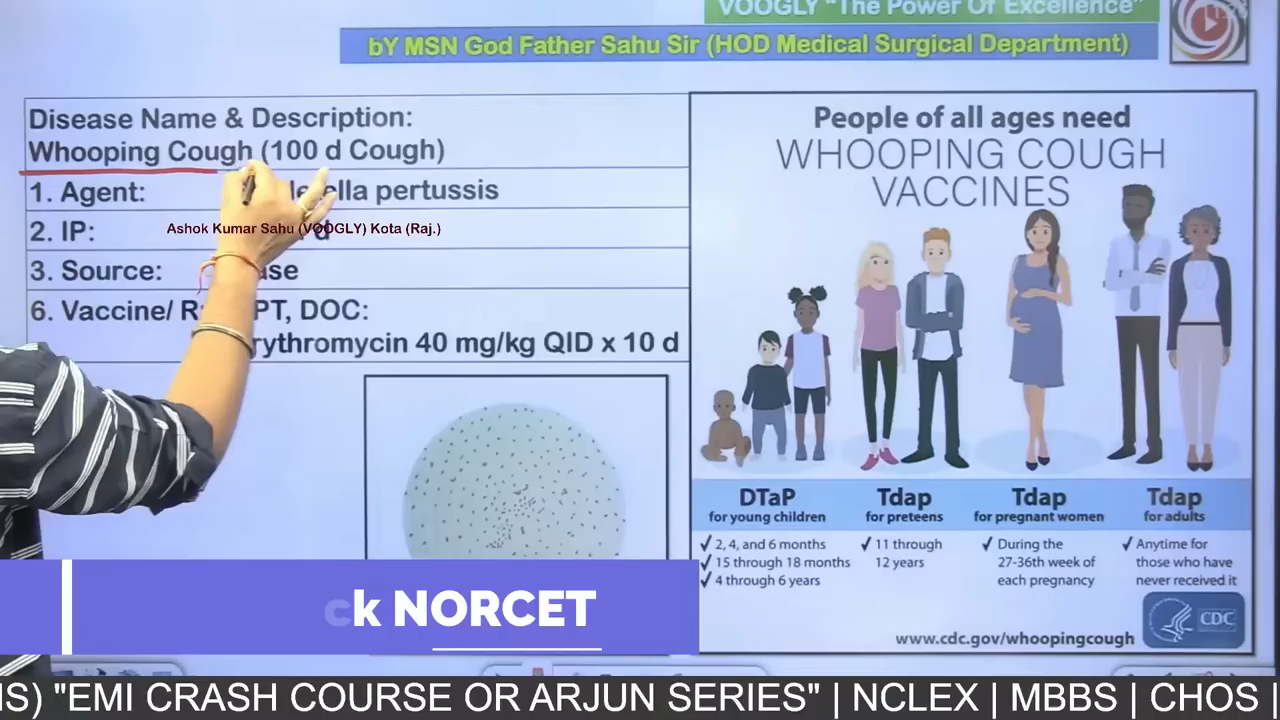 VOOGLY "The Power Of Excellence"
bY MSN God Father Sahu Sir (HOD Medical Surgical Department)
Disease Name & Description:
Whooping Cough (100 d Cough)
1. Agent: pertussis
2. IP: d
Ashok Kumar Sahu (VOOGLY) Kota (Raj.)
3. Source:
6. Vaccine/ DOC:
rythromycin 40 mg/kg QID x 10 d
People of all ages need
WHOOPING COUGH
VACCINES
DTaP
for young children
2, 4, and 6 months
15 through 18 months
4 through 6 years
Tdap
for preteens
11 through
12 years
Tdap
for pregnant women
During the
27-36th week of
each pregnancy
Tdap
for adults
Anytime for
those who have
never received it
www.cdc.gov/whoopingcough
CDC
ck NORCET
IS) "EMI CRASH COURSE OR ARJUN SERIES" | NCLEX | MBBS | CHOS |